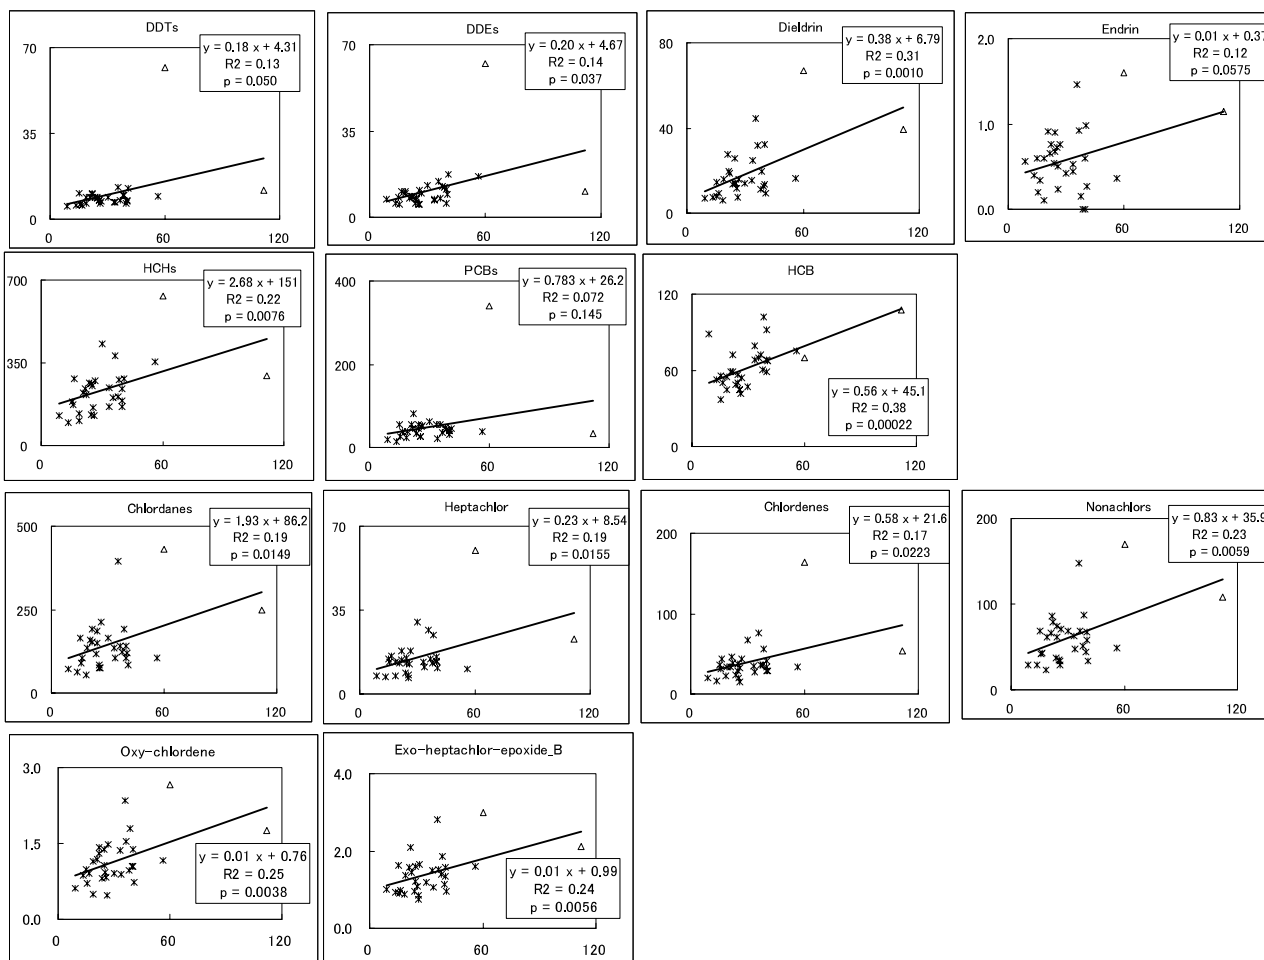 DDTs
y = 0.18 x + 4.31
R2 = 0.13
p = 0.050
70
35
0
0 60 120
DDEs
y = 0.20 x + 4.67
R2 = 0.14
p = 0.037
70
35
0
0 60 120
Dieldrin
y = 0.38 x + 6.79
R2 = 0.31
p = 0.0010
80
40
0
0 60 120
Endrin
y = 0.01 x + 0.37
R2 = 0.12
p = 0.0575
2.0
1.0
0.0
0 60 120
HCHs
y = 2.68 x + 151
R2 = 0.22
p = 0.0076
700
350
0
0 60 120
PCBs
y = 0.783 x + 26.2
R2 = 0.072
p = 0.145
400
200
0
0 60 120
HCB
120
60
0
y = 0.56 x + 45.1
R2 = 0.38
p = 0.00022
0 60 120
Chlordanes
y = 1.93 x + 86.2
R2 = 0.19
p = 0.0149
500
250
0
0 60 120
Heptachlor
y = 0.23 x + 8.54
R2 = 0.19
p = 0.0155
70
35
0
0 60 120
Chlordenes
y = 0.58 x + 21.6
R2 = 0.17
p = 0.0223
200
100
0
0 60 120
Nonachlors
y = 0.83 x + 35.9
R2 = 0.23
p = 0.0059
200
100
0
0 60 120
Oxy-chlordene
3.0
1.5
0.0
y = 0.01 x + 0.76
R2 = 0.25
p = 0.0038
0 60 120
Exo-heptachlor-epoxide_B
4.0
2.0
0.0
y = 0.01 x + 0.99
R2 = 0.24
p = 0.0056
0 60 120